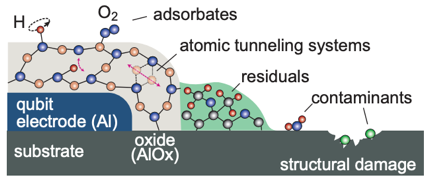 H
O2
adsorbates
atomic tunneling systems
residuals
contaminants
qubit
electrode (Al)
oxide
(AlOx)
substrate
structural damage